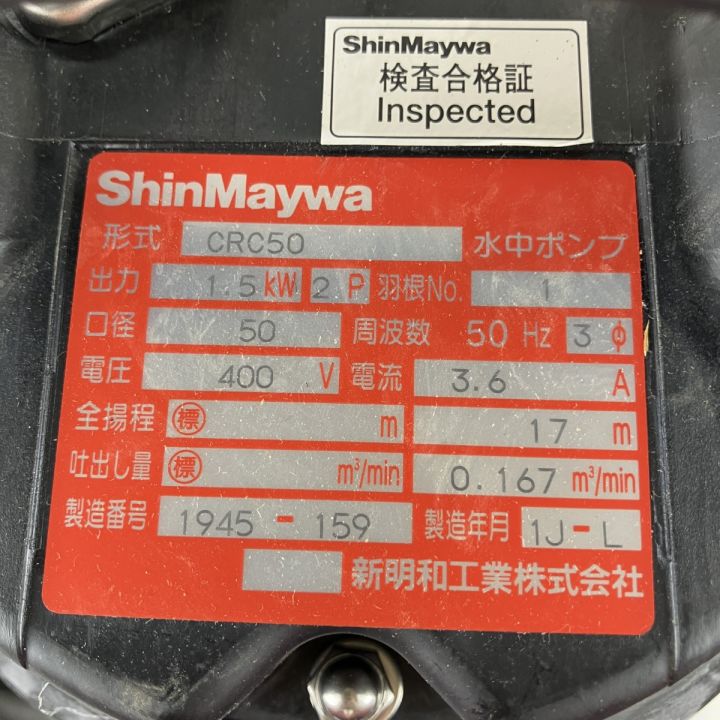 ShinMaywa
検査合格証
Inspected
ShinMaywa
形式 CRC50 水中ポンプ
出力 1.5 kW 2 P 羽根No. 1
口径 50 周波数 50 Hz 3 ϕ
電圧 400 V 電流 3.6 A
全揚程 標 m 17 m
吐出し量 標 m³/min 0.167 m³/min
製造番号 1945 - 159 製造年月 1J-L
新明和工業株式会社